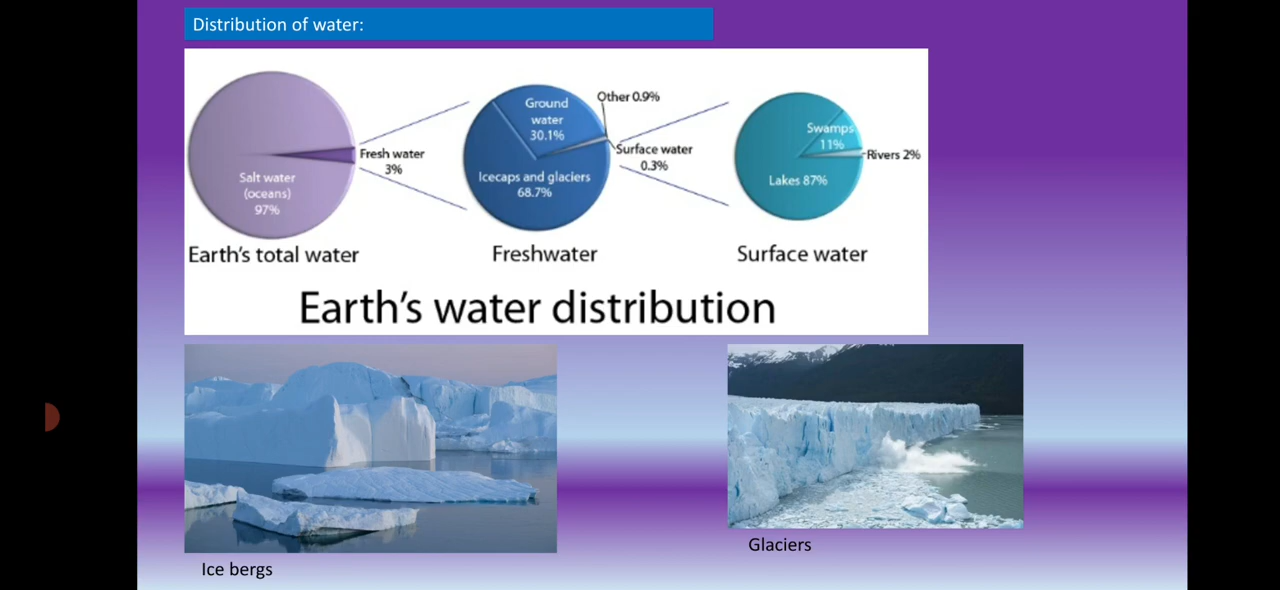 Distribution of water:
Salt water
(oceans)
97%
Fresh water
3%
Earth's total water
Ground
water
30.1%
Other 0.9%
Surface water
0.3%
Icecaps and glaciers
68.7%
Freshwater
Swamps
11%
Rivers 2%
Lakes 87%
Surface water
Earth's water distribution
Ice bergs
Glaciers